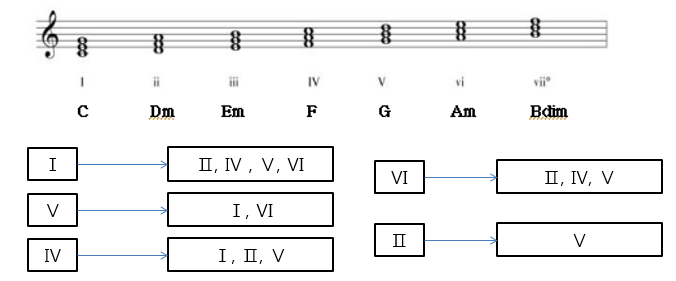 I ii iii IV V vi vii°
C Dm Em F G Am Bdim
Ⅰ Ⅱ, Ⅳ , Ⅴ, Ⅵ
Ⅴ Ⅰ , Ⅵ
Ⅳ Ⅰ , Ⅱ, Ⅴ
Ⅵ Ⅱ, Ⅳ, Ⅴ
Ⅱ Ⅴ